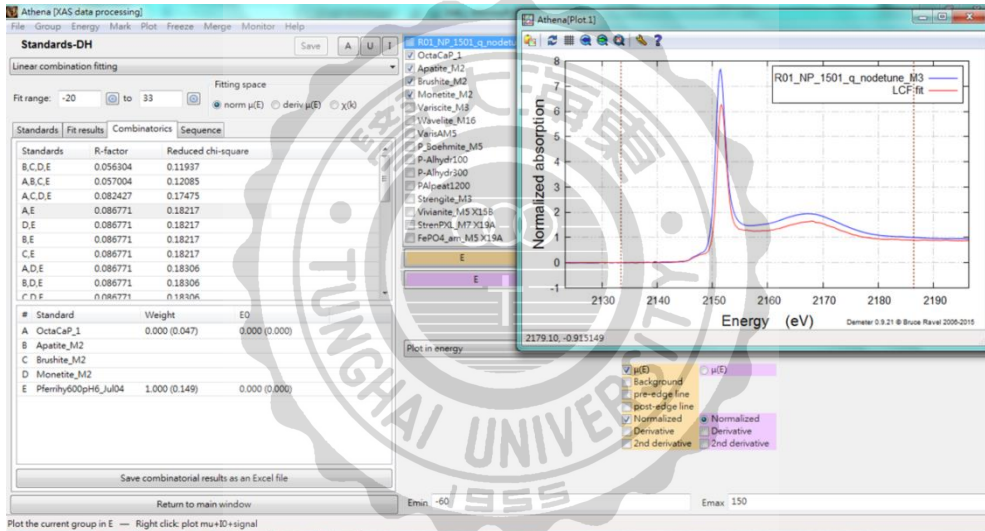 Athena [XAS data processing]
File Group Energy Mark Plot Freeze Merge Monitor Help
Standards-DH
Save A U I
Linear combination fitting
Fitting space
Fit range: -20 to 33 norm μ(E) deriv μ(E) χ(k)
Standards Fit results Combinatorics Sequence
Standards R-factor Reduced chi-square
B,C,D,E 0.056304 0.11937
A,B,C,E 0.057004 0.12085
A,C,D,E 0.082427 0.17475
A,E 0.086771 0.18217
D,E 0.086771 0.18217
B,E 0.086771 0.18217
C,E 0.086771 0.18217
A,D,E 0.086771 0.18306
B,D,E 0.086771 0.18306
C,D,E 0.086771 0.18306
# Standard Weight E0
A OctaCaP_1 0.000 (0.047) 0.000 (0.000)
B Apatite_M2
C Brushite_M2
D Monetite_M2
E Pferrihy600pH6_Jul04 1.000 (0.149) 0.000 (0.000)
Save combinatorial results as an Excel file
Return to main window
Plot the current group in E — Right click: plot mu+I0+signal
R01_NP_1501_q_nodetu
OctaCaP_1
Apatite_M2
Brushite_M2
Monetite_M2
Variscite_M3
Wavelite_M16
VarisAM5
P_Boehmite_M5
P-Alhydr100
P-Alhydr300
PAlpeat1200
Strengite_M3
Vivianite_M5 X15B
StrenPXL_M7 X19A
FePO4_am_M5 X19A
E
E
Plot in energy
μ(E) μ(E)
Background
pre-edge line
post-edge line
Normalized Normalized
Derivative Derivative
2nd derivative 2nd derivative
Emin -60 Emax 150
Athena[Plot.1]
R01_NP_1501_q_nodetune_M3
LCF fit
Normalized absorption
8
7
6
5
4
3
2
1
0
-1
2130 2140 2150 2160 2170 2180 2190
Energy (eV)
Demeter 0.9.21 © Bruce Ravel 2006-2015
2179.10, -0.915149
TUNGHAI UNIVERSITY
1955